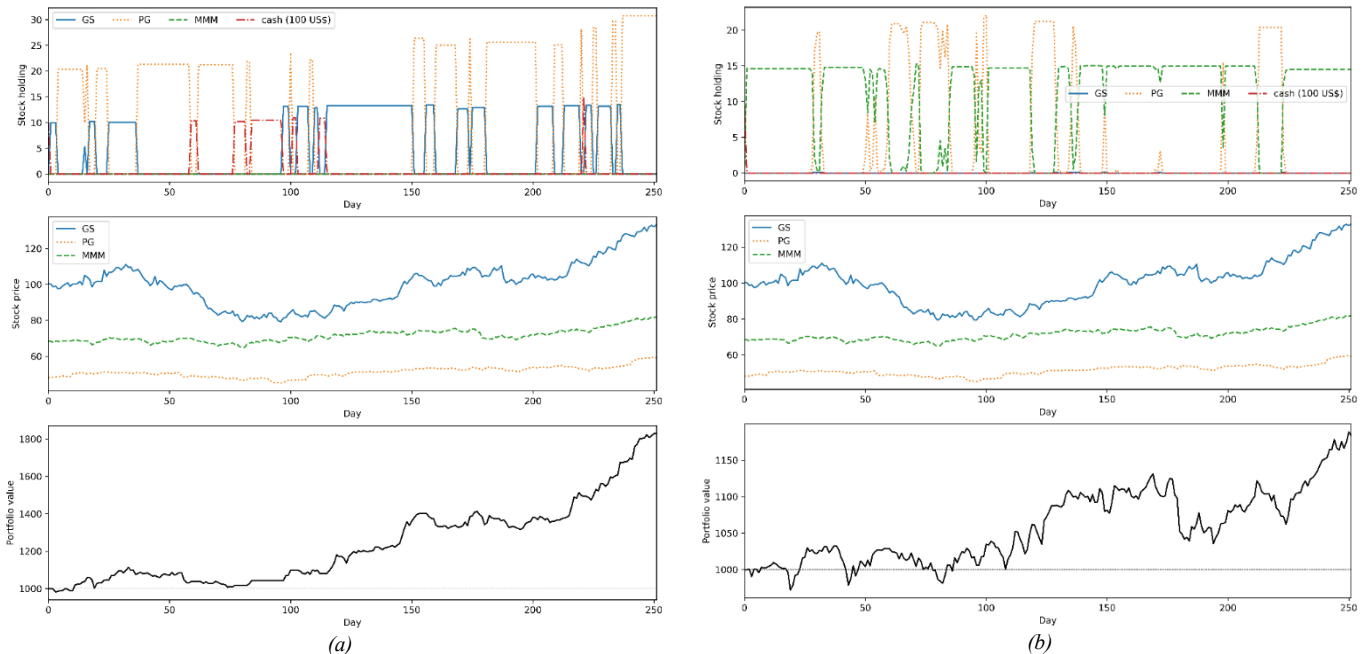 GS PG MMM cash (100 US$)
Stock holding
30
25
20
15
10
5
0
0 50 100 150 200 250
Day
GS
PG
MMM
Stock price
120
100
80
60
0 50 100 150 200 250
Day
Portfolio value
1800
1600
1400
1200
1000
0 50 100 150 200 250
Day
(a)
Stock holding
20
15
10
5
0
GS PG MMM cash (100 US$)
0 50 100 150 200 250
Day
GS
PG
MMM
Stock price
120
100
80
60
0 50 100 150 200 250
Day
Portfolio value
1150
1100
1050
1000
0 50 100 150 200 250
Day
(b)